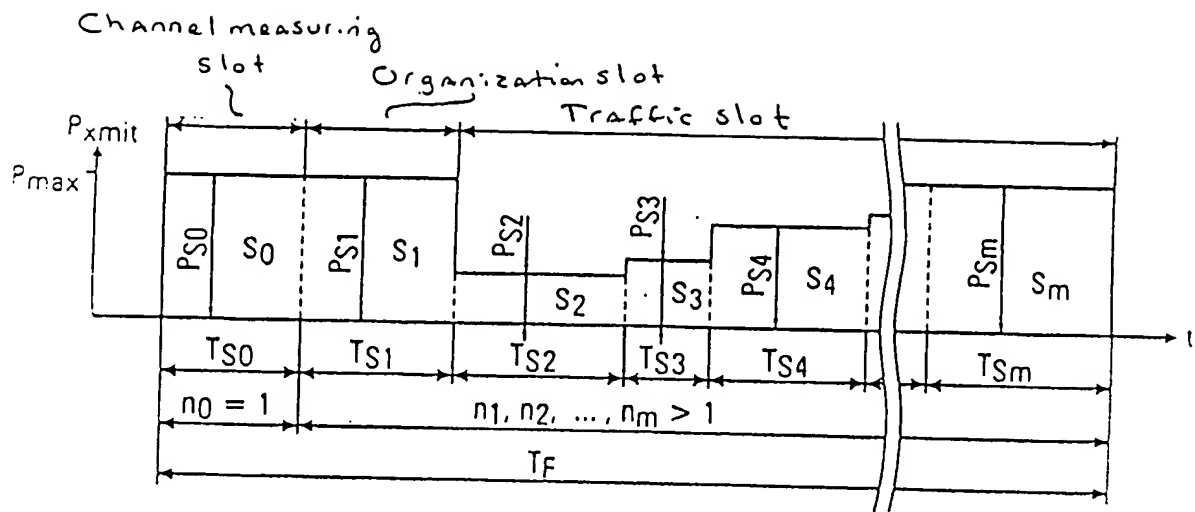 Channel measuring
slot
Organization slot
Traffic slot
Pxmit
Pmax
PS0
S0
PS1
S1
PS2
S2
PS3
S3
PS4
S4
PSm
Sm
t
TS0
TS1
TS2
TS3
TS4
TSm
n0 = 1
n1, n2, ..., nm > 1
TF